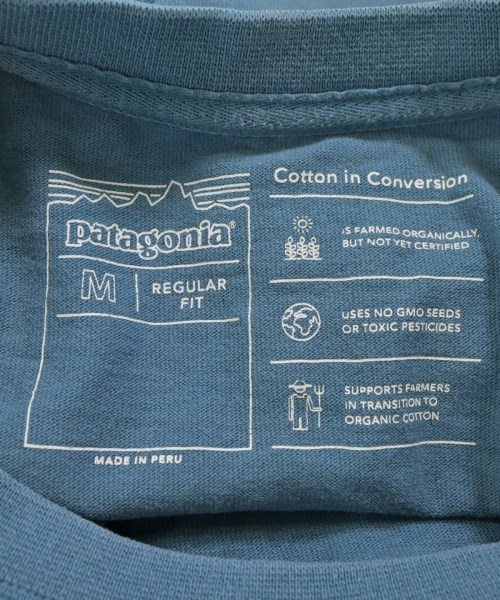 patagonia®
M
REGULAR
FIT
MADE IN PERU
Cotton in Conversion
IS FARMED ORGANICALLY,
BUT NOT YET CERTIFIED
USES NO GMO SEEDS
OR TOXIC PESTICIDES
SUPPORTS FARMERS
IN TRANSITION TO
ORGANIC COTTON